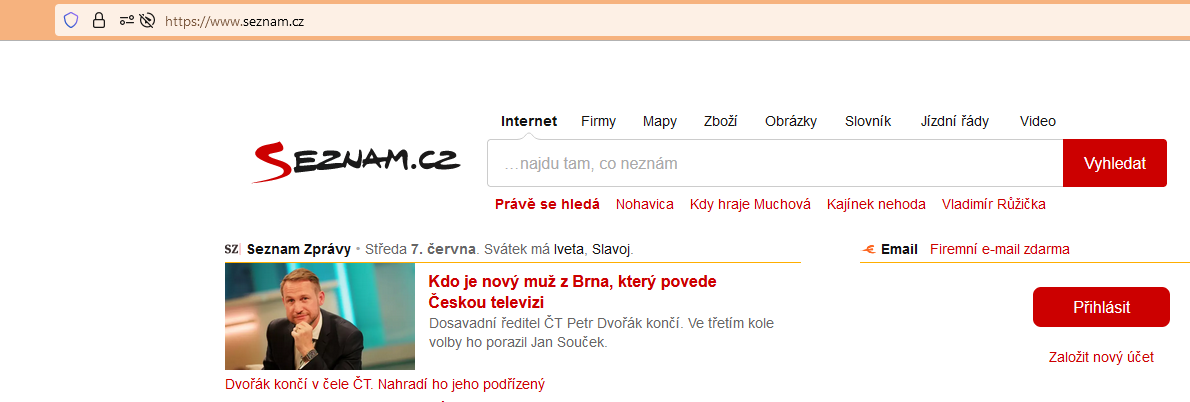 https://www.seznam.cz
Internet Firmy Mapy Zboží Obrázky Slovník Jízdní řády Video
SEZNAM.CZ
...najdu tam, co neznám
Vyhledat
Právě se hledá Nohavica Kdy hraje Muchová Kajínek nehoda Vladimír Růžička
SZ Seznam Zprávy • Středa 7. června. Svátek má Iveta, Slavoj.
Kdo je nový muž z Brna, který povede
Českou televizi
Dosavadní ředitel ČT Petr Dvořák končí. Ve třetím kole
volby ho porazil Jan Souček.
Dvořák končí v čele ČT. Nahradí ho jeho podřízený
Email Firemní e-mail zdarma
Přihlásit
Založit nový účet